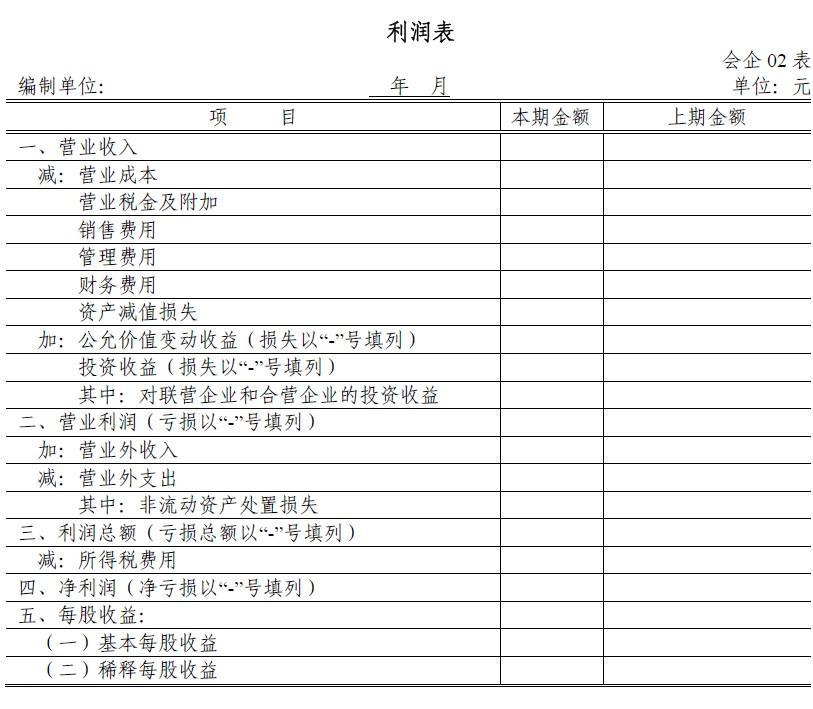 利润表
会企 02 表
编制单位: 年 月 单位: 元
项 目 本期金额 上期金额
一、营业收入
减: 营业成本
营业税金及附加
销售费用
管理费用
财务费用
资产减值损失
加: 公允价值变动收益（损失以“-”号填列）
投资收益（损失以“-”号填列）
其中: 对联营企业和合营企业的投资收益
二、营业利润（亏损以“-”号填列）
加: 营业外收入
减: 营业外支出
其中: 非流动资产处置损失
三、利润总额（亏损总额以“-”号填列）
减: 所得税费用
四、净利润（净亏损以“-”号填列）
五、每股收益:
（一）基本每股收益
（二）稀释每股收益